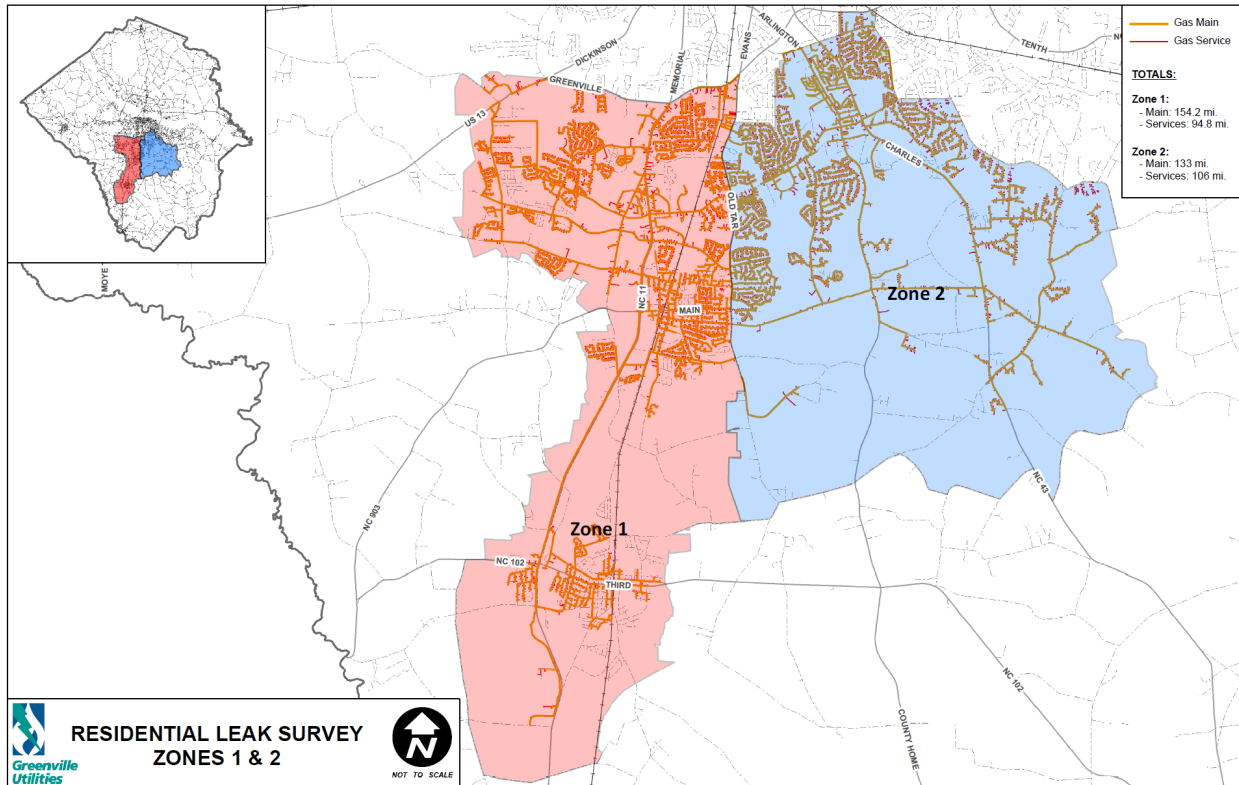 Gas Main
Gas Service
TOTALS:
Zone 1:
- Main: 154.2 mi.
- Services: 94.8 mi.
Zone 2:
- Main: 133 mi.
- Services: 106 mi.
DICKINSON
MEMORIAL
EVANS
ARLINGTON
TENTH
GREENVILLE
US 13
CHARLES
OLD TAR
MOYE
NC 11
MAIN
Zone 2
NC 43
NC 903
Zone 1
NC 102
THIRD
NC 102
COUNTY HOME
Greenville
Utilities
RESIDENTIAL LEAK SURVEY
ZONES 1 & 2
N
NOT TO SCALE